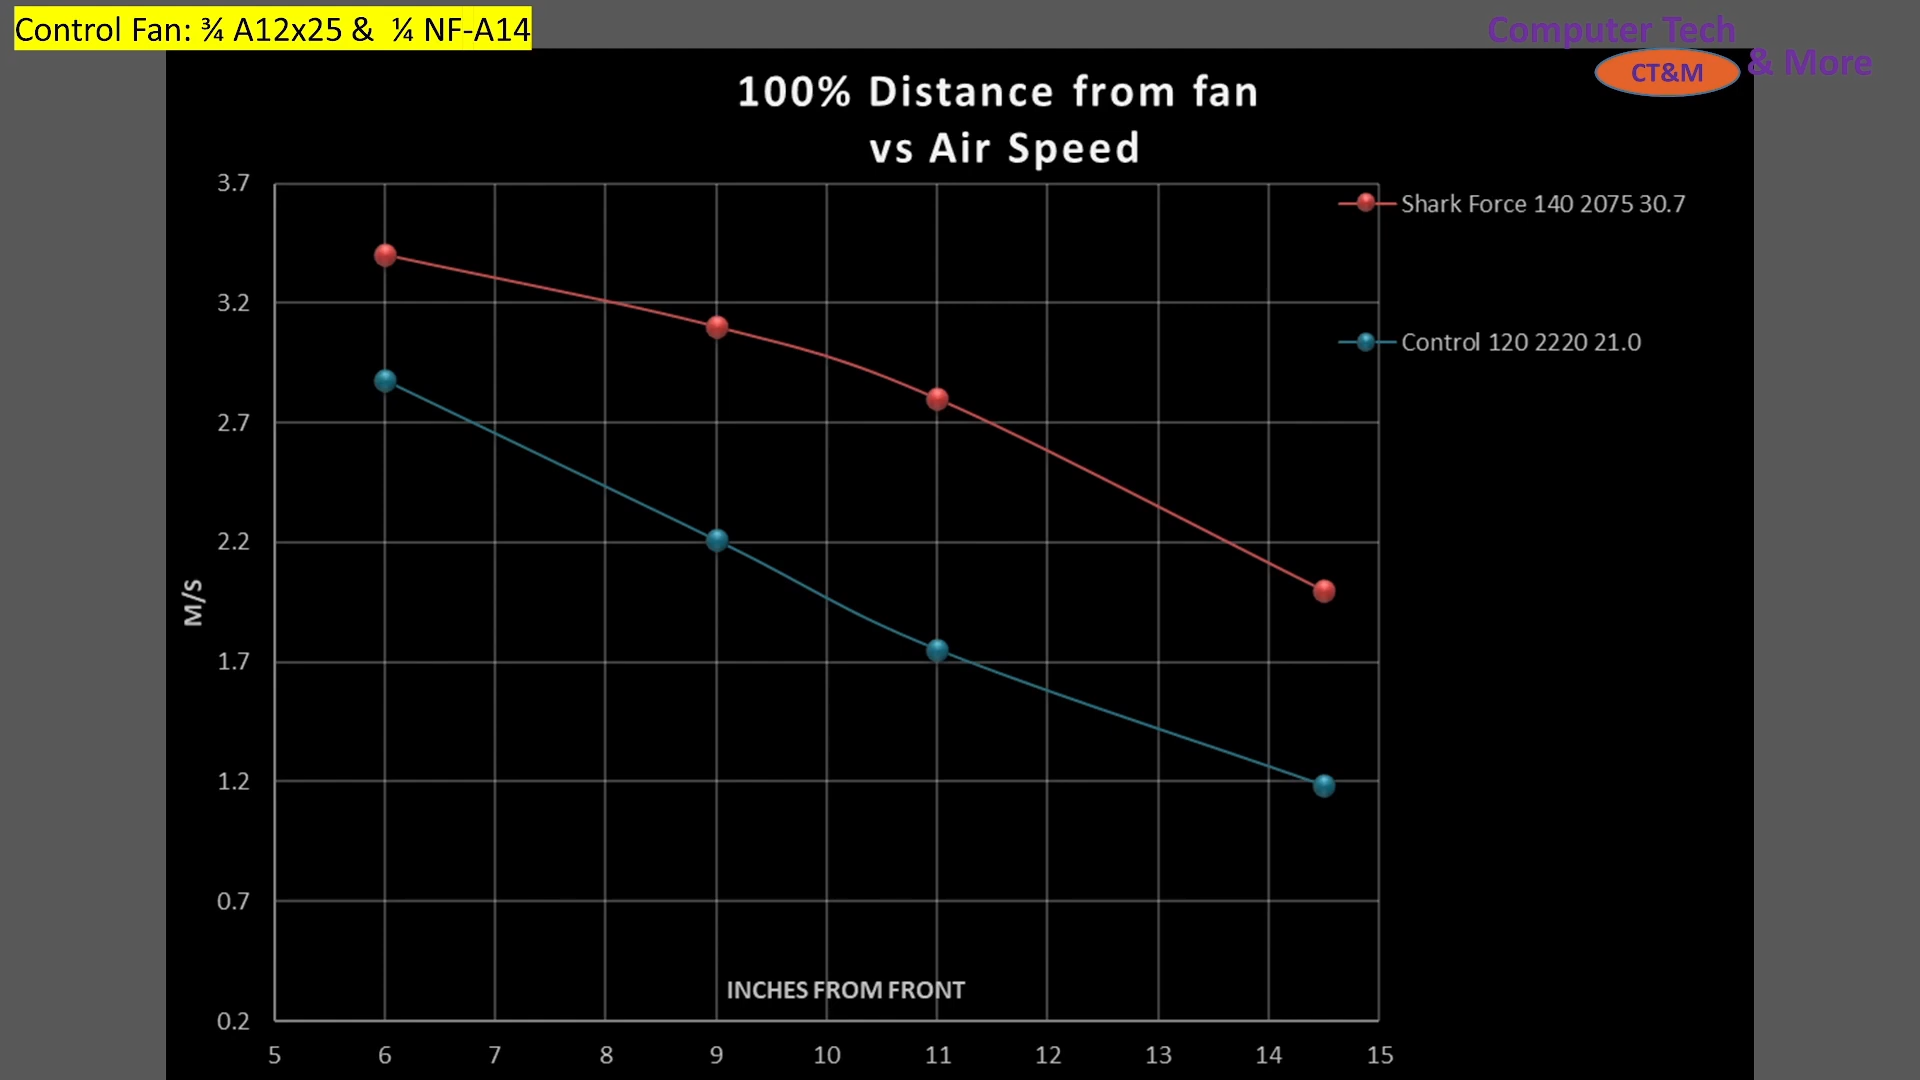 Control Fan: ¾ A12x25 & ¼ NF-A14
Computer Tech
& More
CT&M
100% Distance from fan
vs Air Speed
3.7
3.2
2.7
2.2
1.7
1.2
0.7
0.2
M/S
Shark Force 140 2075 30.7
Control 120 2220 21.0
INCHES FROM FRONT
5 6 7 8 9 10 11 12 13 14 15